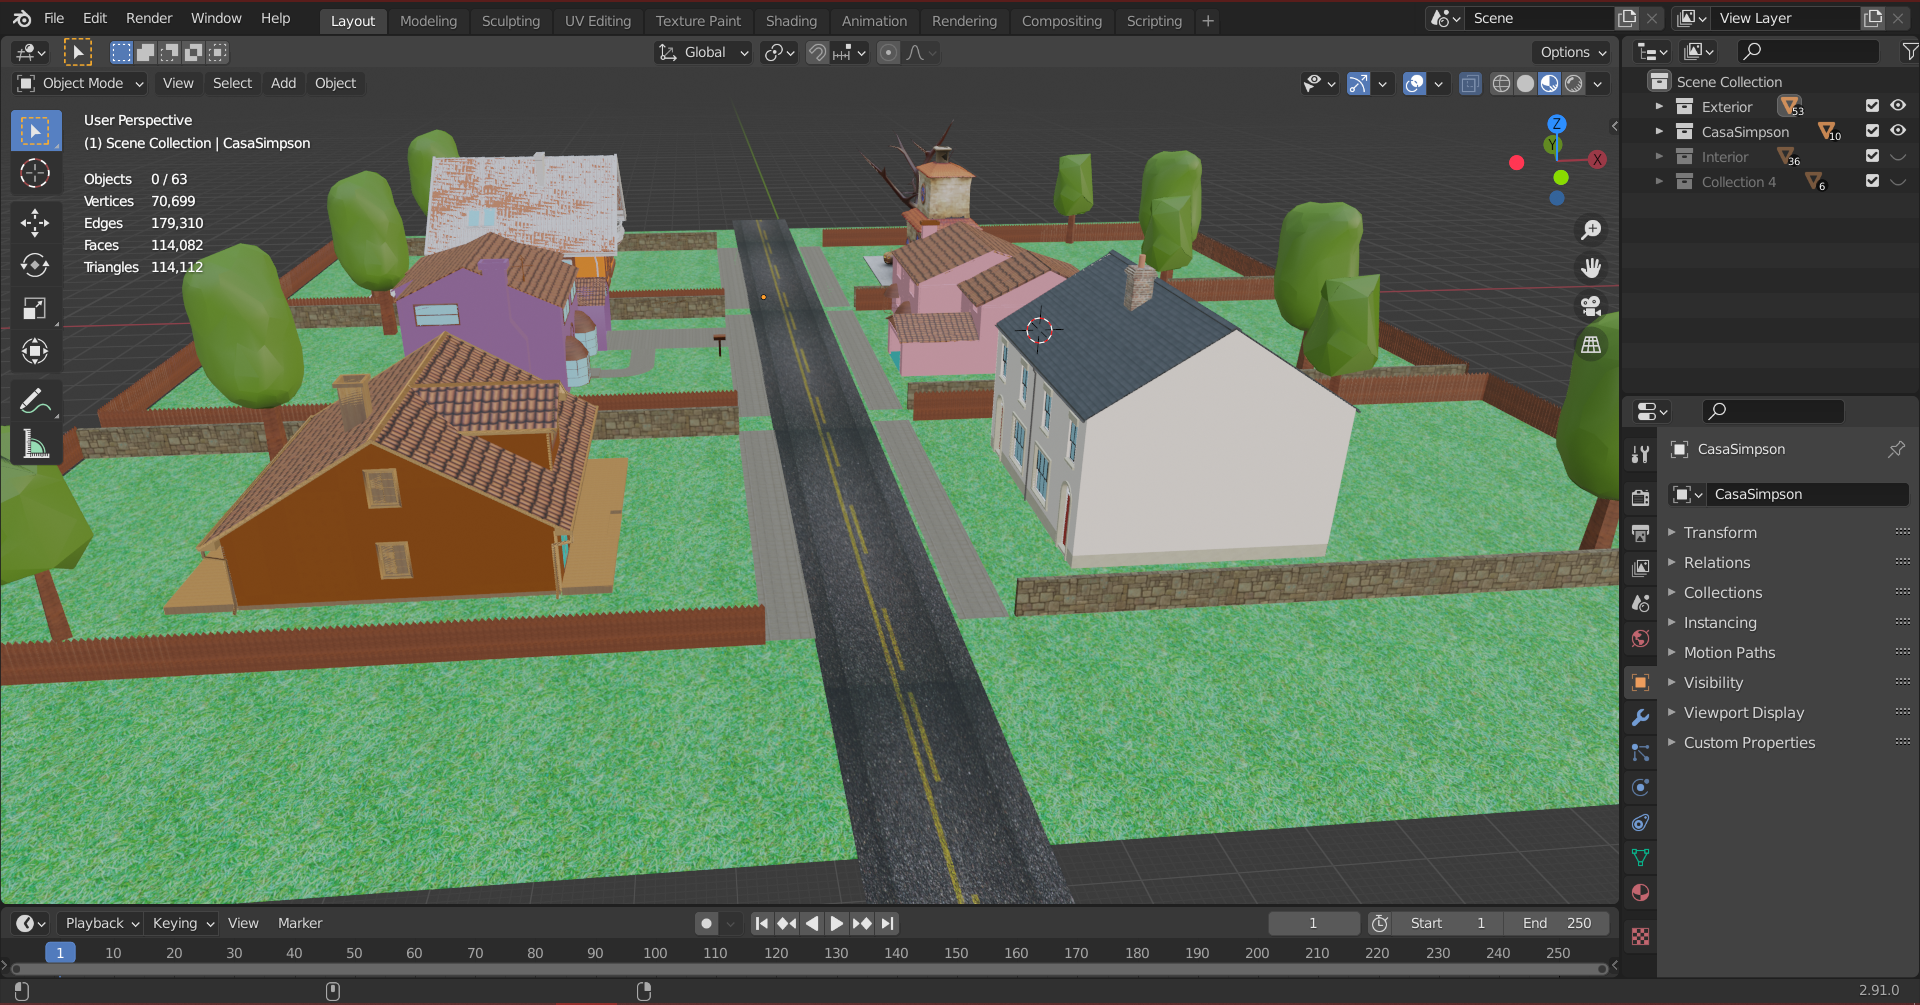 File Edit Render Window Help Layout Modeling Sculpting UV Editing Texture Paint Shading Animation Rendering Compositing Scripting + Scene View Layer
Global Options
Object Mode View Select Add Object
User Perspective
(1) Scene Collection | CasaSimpson
Objects 0 / 63
Vertices 70,699
Edges 179,310
Faces 114,082
Triangles 114,112
Z
Y
X
Scene Collection
Exterior 53
CasaSimpson 10
Interior 36
Collection 4 6
CasaSimpson
CasaSimpson
Transform
Relations
Collections
Instancing
Motion Paths
Visibility
Viewport Display
Custom Properties
Playback Keying View Marker 1 Start 1 End 250
1 10 20 30 40 50 60 70 80 90 100 110 120 130 140 150 160 170 180 190 200 210 220 230 240 250
2.91.0